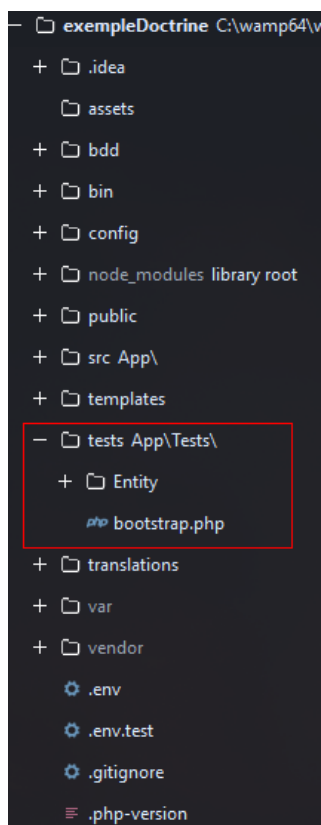 exempleDoctrine C:\wamp64\
.idea
assets
bdd
bin
config
node_modules library root
public
src App\
templates
tests App\Tests\
Entity
php bootstrap.php
translations
var
vendor
.env
.env.test
.gitignore
.php-version